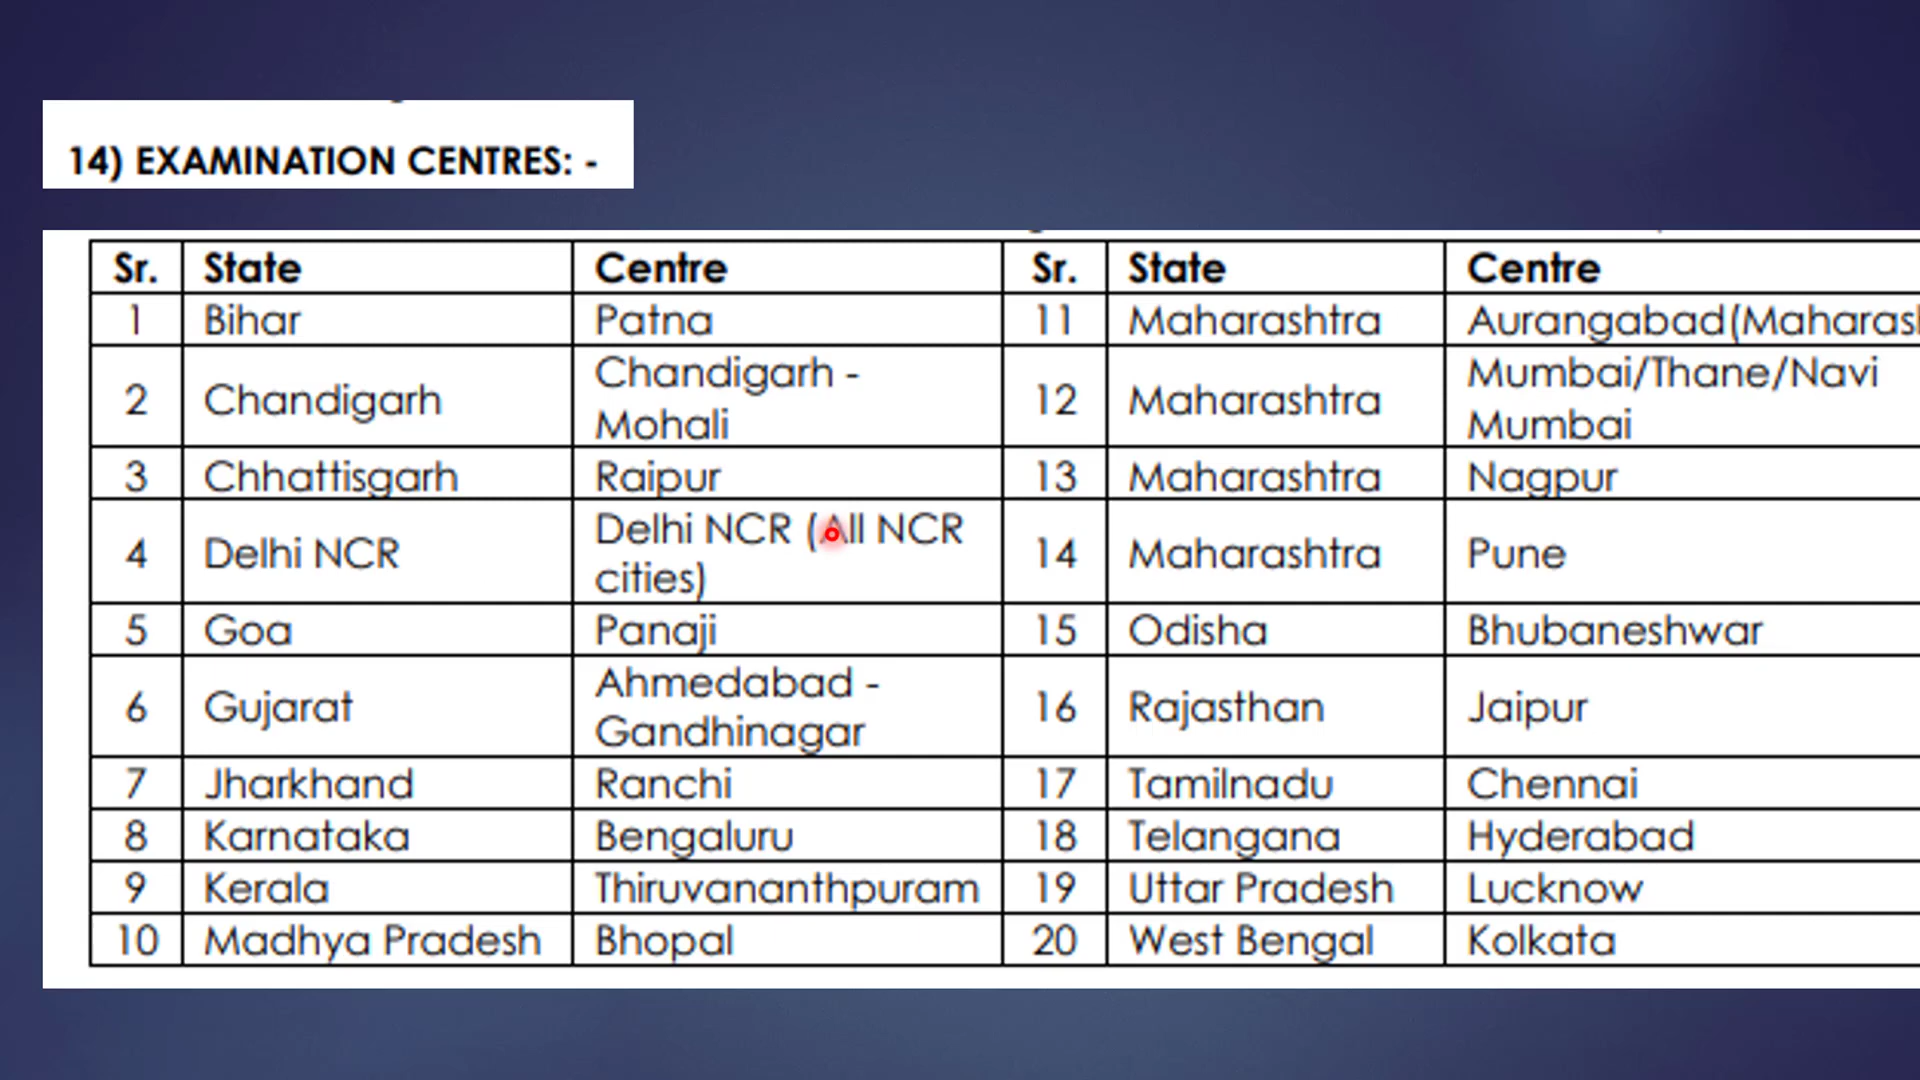 14) EXAMINATION CENTRES: -
Sr. State Centre Sr. State Centre
1 Bihar Patna 11 Maharashtra
2 Chandigarh Chandigarh -
Mohali 12 Maharashtra Mumbai/Thane/Navi
Mumbai
3 Chhattisgarh Raipur 13 Maharashtra Nagpur
4 Delhi NCR Delhi NCR (All NCR
cities) 14 Maharashtra Pune
5 Goa Panaji 15 Odisha Bhubaneshwar
6 Gujarat Ahmedabad -
Gandhinagar 16 Rajasthan Jaipur
7 Jharkhand Ranchi 17 Tamilnadu Chennai
8 Karnataka Bengaluru 18 Telangana Hyderabad
9 Kerala Thiruvananthpuram 19 Uttar Pradesh Lucknow
10 Madhya Pradesh Bhopal 20 West Bengal Kolkata